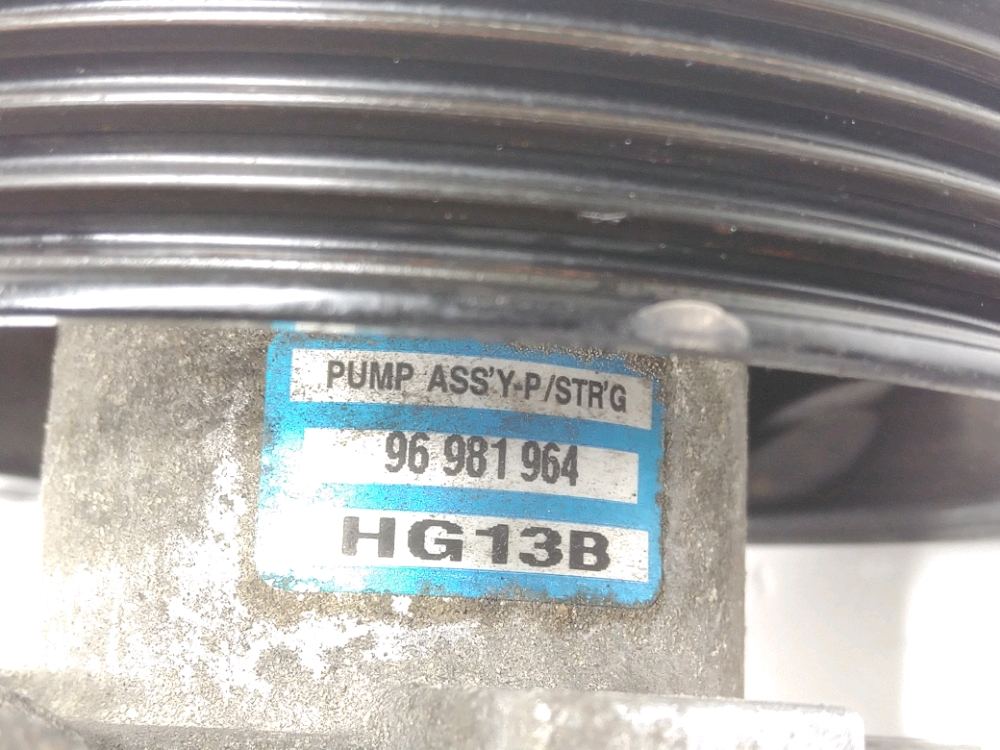 PUMP ASS'Y-P/STR'G
96 981 964
HG13B